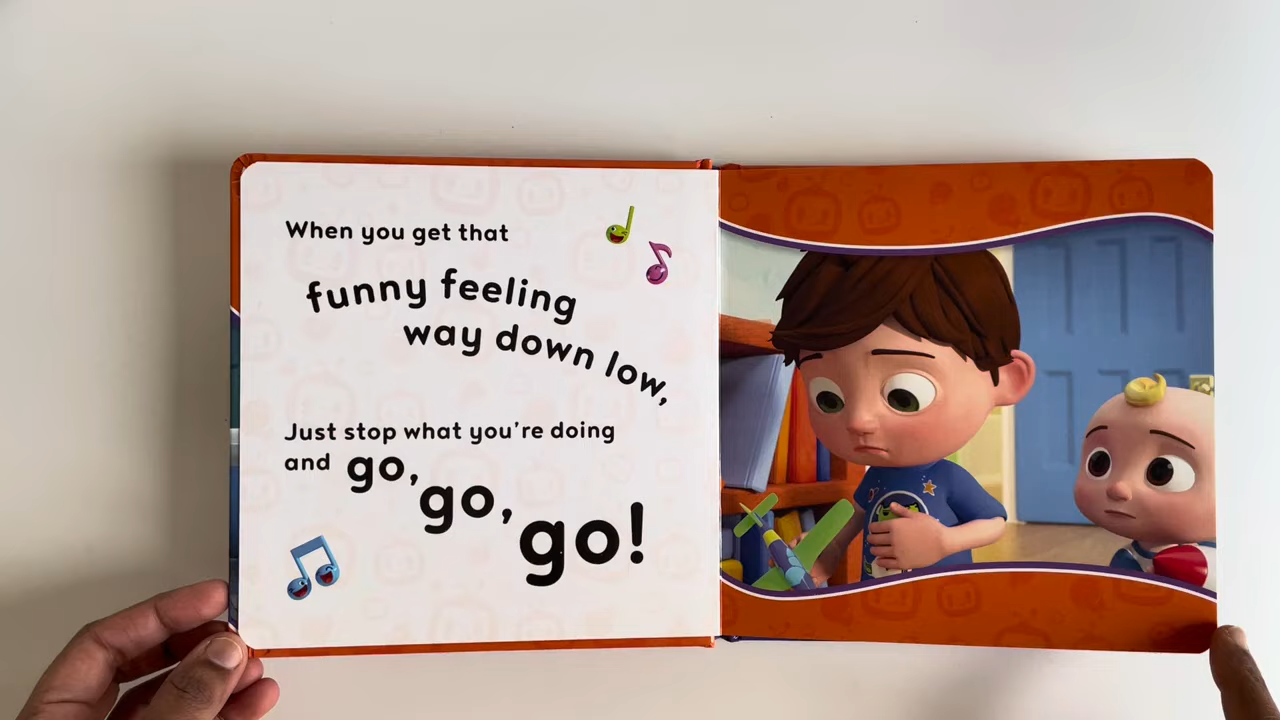 When you get that
funny feeling
way down low,
Just stop what you're doing
and go, go, go!